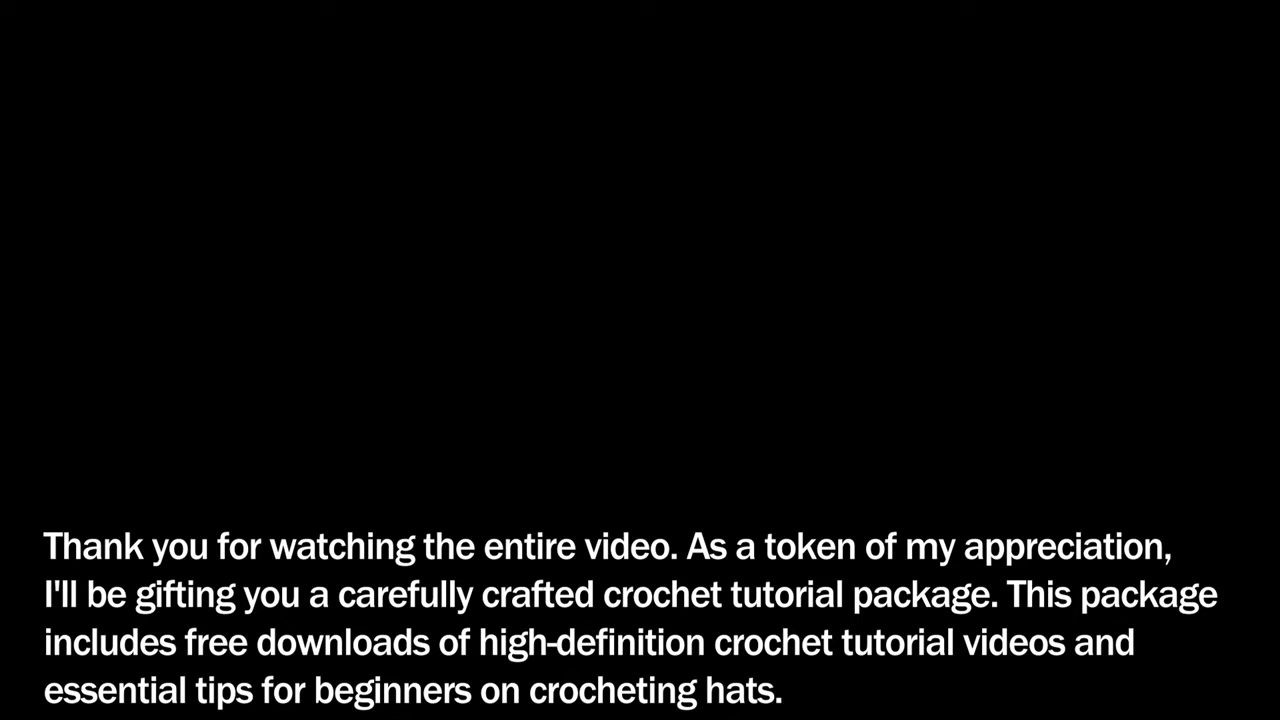 Thank you for watching the entire video. As a token of my appreciation,
I'll be gifting you a carefully crafted crochet tutorial package. This package
includes free downloads of high-definition crochet tutorial videos and
essential tips for beginners on crocheting hats.